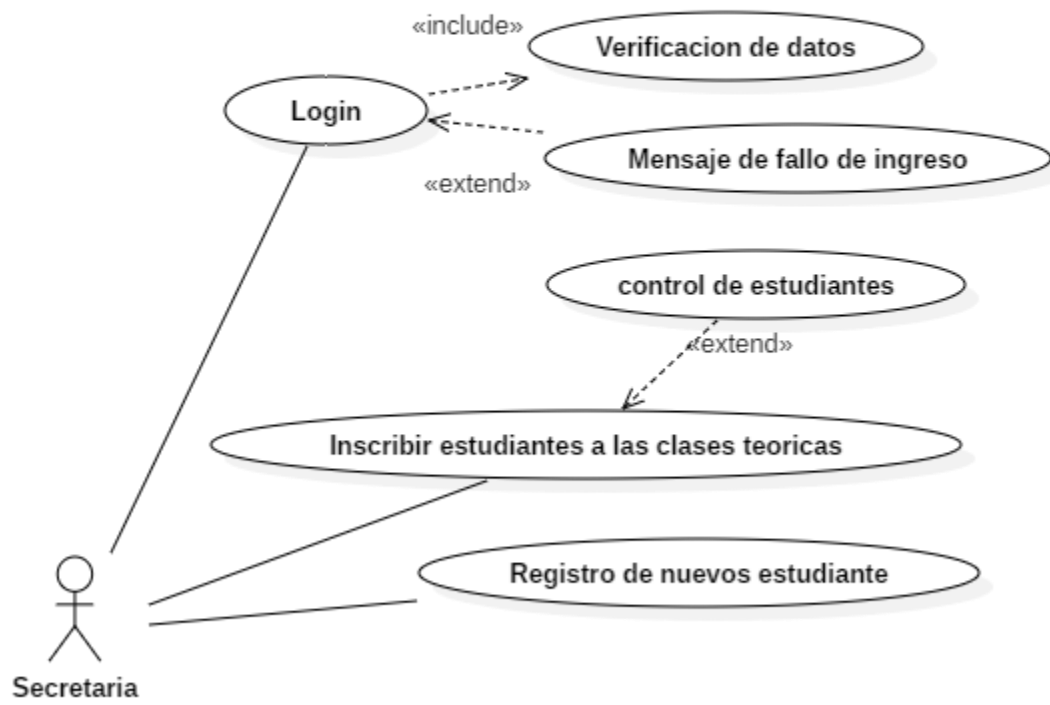 «include»
Verificacion de datos
Login
Mensaje de fallo de ingreso
«extend»
control de estudiantes
«extend»
Inscribir estudiantes a las clases teoricas
Registro de nuevos estudiante
Secretaria